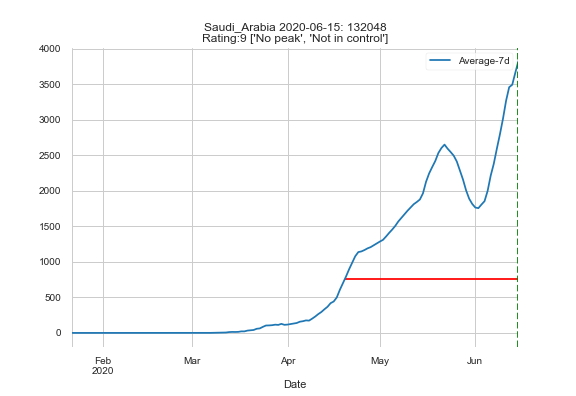 Saudi_Arabia 2020-06-15: 132048
Rating:9 ['No peak', 'Not in control']
Average-7d
4000
3500
3000
2500
2000
1500
1000
500
0
Feb
2020
Mar
Apr
May
Jun
Date